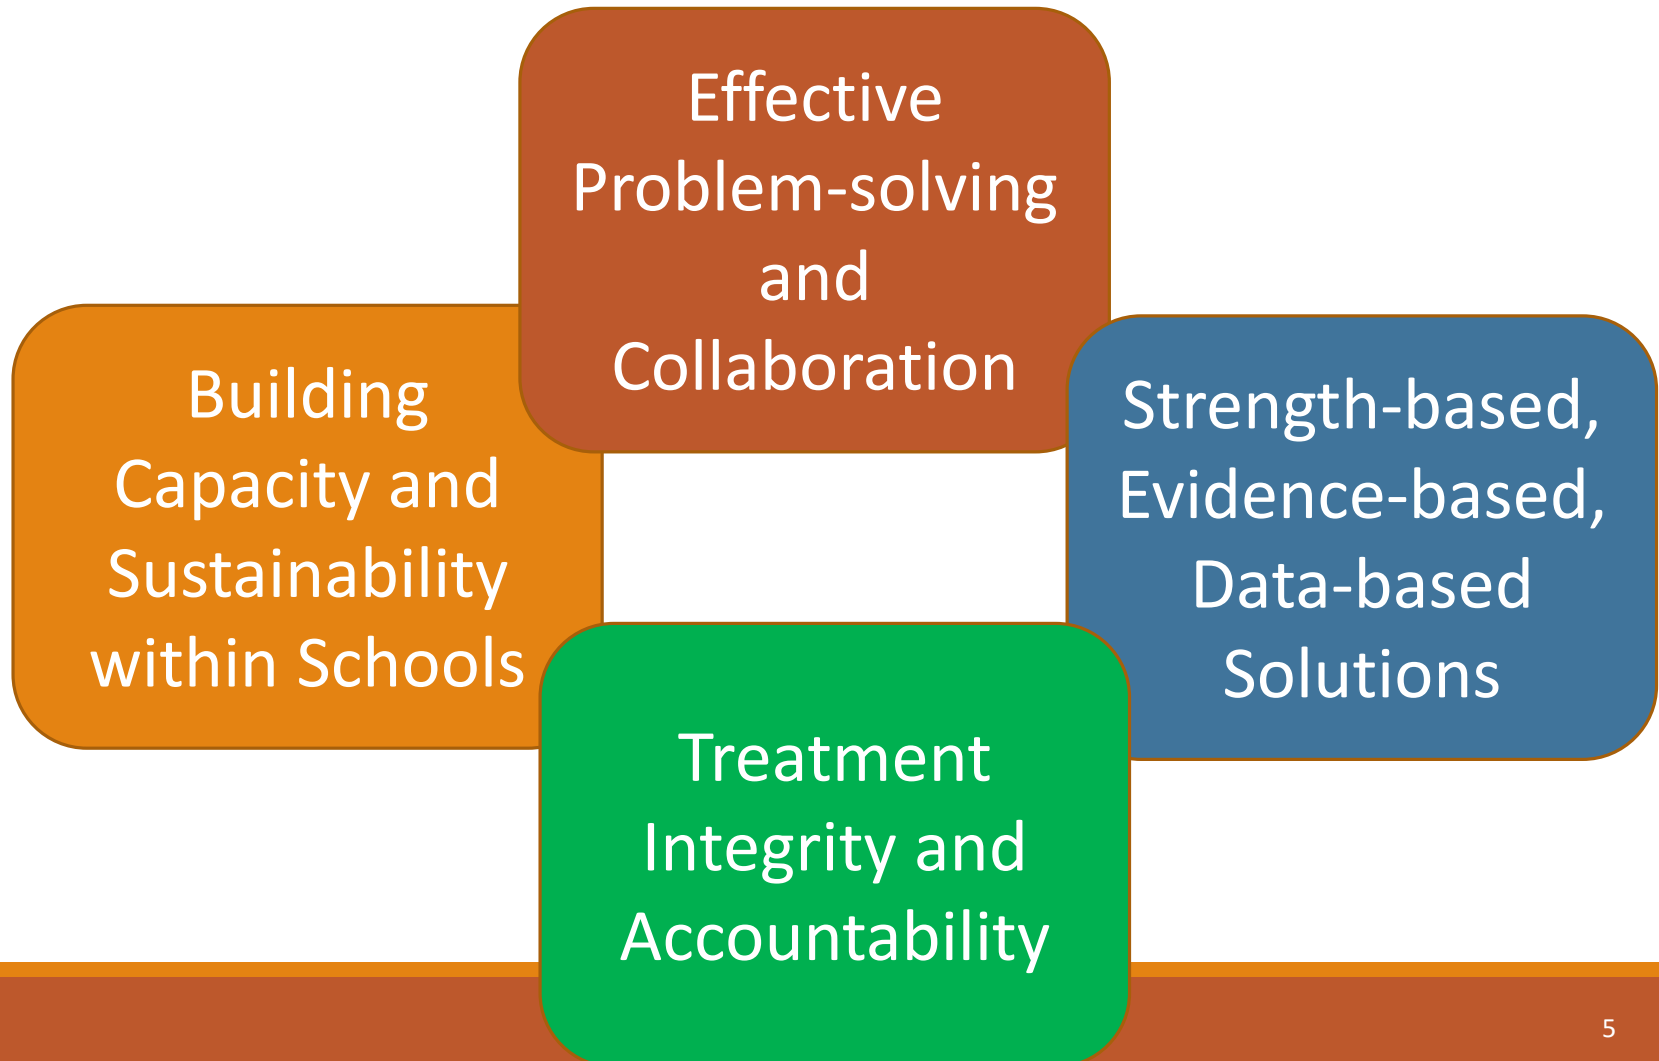 Effective
Problem-solving
and
Collaboration
Building
Capacity and
Sustainability
within Schools
Strength-based,
Evidence-based,
Data-based
Solutions
Treatment
Integrity and
Accountability
5